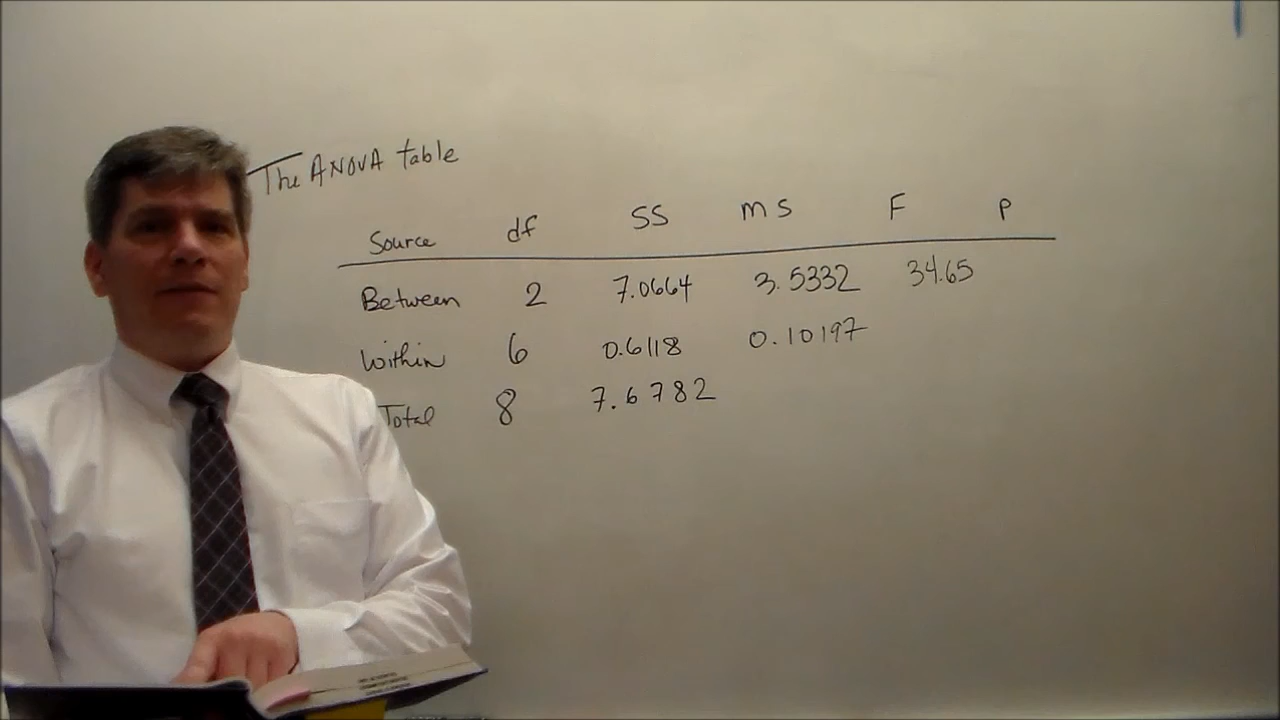 The ANOVA table
Source df SS MS F P
Between 2 7.0664 3.5332 34.65
Within 6 0.6118 0.10197
Total 8 7.6782